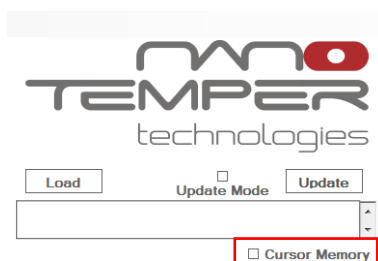 nano
TEMPER
technologies
Load Update Mode Update
Cursor Memory